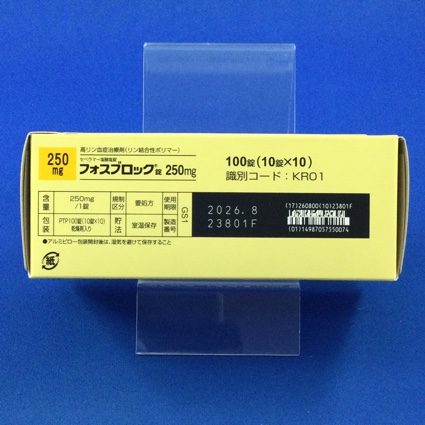 250
mg
高リン血症治療剤(リン結合性ポリマー)
セベラマー塩酸塩錠
フォスブロック®錠 250mg
100錠(10錠×10)
識別コード:KR01
含量 250mg/1錠 規制区分 要処方 使用期限 2026.8
包装 PTP100錠(10錠×10)乾燥剤入り 貯法 室温保存 製造番号 23801F
GS1
(17)260800(10)23801F
(01)14987057550074
●アルミピロー包装開封後は、湿気を避けて保存すること
紙